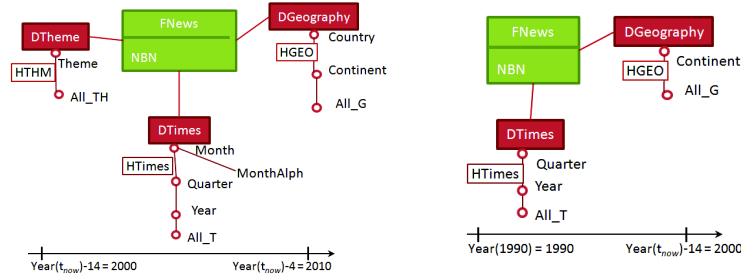 FNews
NBN
DTheme
Theme
HTHM
All_TH
DGeography
Country
HGEO
Continent
All_G
DTimes
Month
HTimes
MonthAlph
Quarter
Year
All_T
Year(tnow)-14=2000
Year(tnow)-4=2010
FNews
NBN
DGeography
Continent
HGEO
All_G
DTimes
Quarter
HTimes
Year
All_T
Year(1990)=1990
Year(tnow)-14=2000